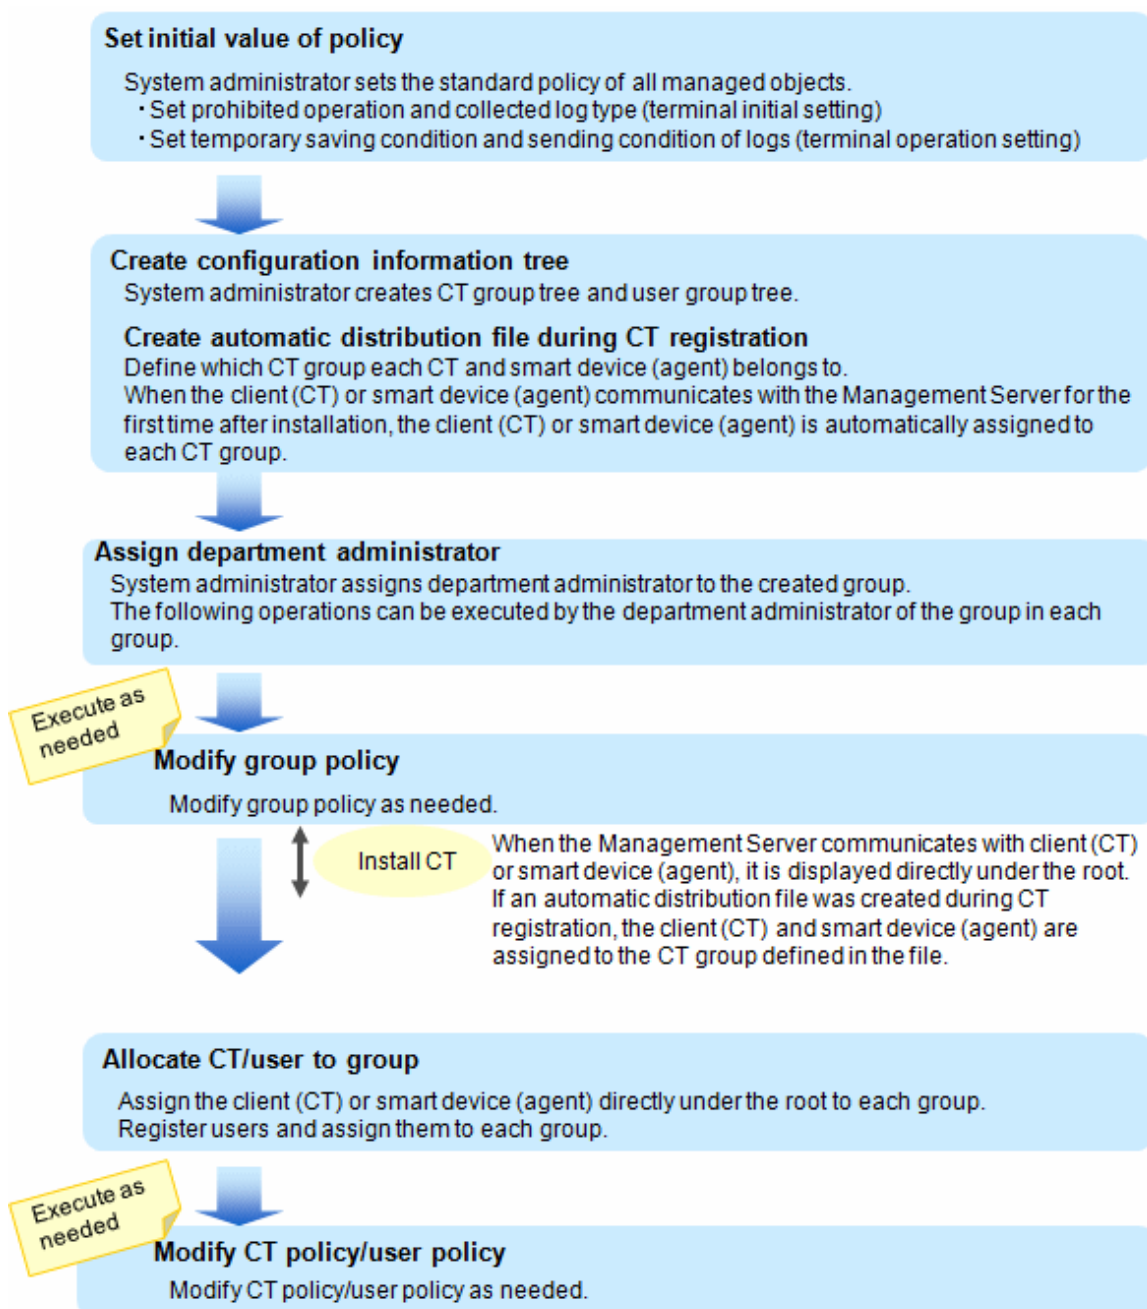 Set initial value of policy
System administrator sets the standard policy of all managed objects.
・Set prohibited operation and collected log type (terminal initial setting)
・Set temporary saving condition and sending condition of logs (terminal operation setting)
Create configuration information tree
System administrator creates CT group tree and user group tree.
Create automatic distribution file during CT registration
Define which CT group each CT and smart device (agent) belongs to.
When the client (CT) or smart device (agent) communicates with the Management Server for the
first time after installation, the client (CT) or smart device (agent) is automatically assigned to
each CT group.
Assign department administrator
System administrator assigns department administrator to the created group.
The following operations can be executed by the department administrator of the group in each
group.
Execute as
needed
Modify group policy
Modify group policy as needed.
Install CT
When the Management Server communicates with client (CT)
or smart device (agent), it is displayed directly under the root.
If an automatic distribution file was created during CT
registration, the client (CT) and smart device (agent) are
assigned to the CT group defined in the file.
Allocate CT/user to group
Assign the client (CT) or smart device (agent) directly under the root to each group.
Register users and assign them to each group.
Execute as
needed
Modify CT policy/user policy
Modify CT policy/user policy as needed.